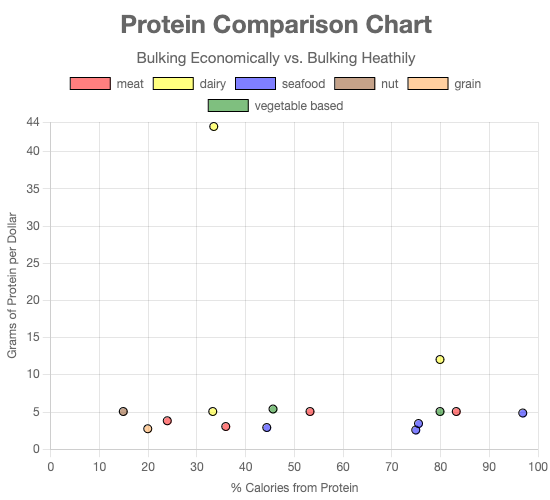 Protein Comparison Chart
Bulking Economically vs. Bulking Heathily
meat dairy seafood nut grain
vegetable based
44
40
35
30
25
20
15
10
5
0
Grams of Protein per Dollar
0 10 20 30 40 50 60 70 80 90 100
% Calories from Protein